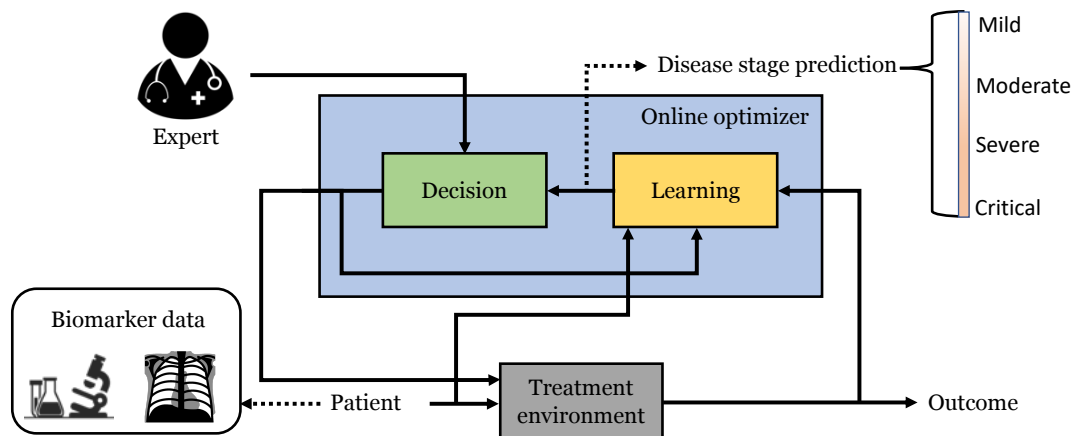 Expert
Online optimizer
Decision
Learning
Disease stage prediction
Mild
Moderate
Severe
Critical
Biomarker data
Patient
Treatment
environment
Outcome